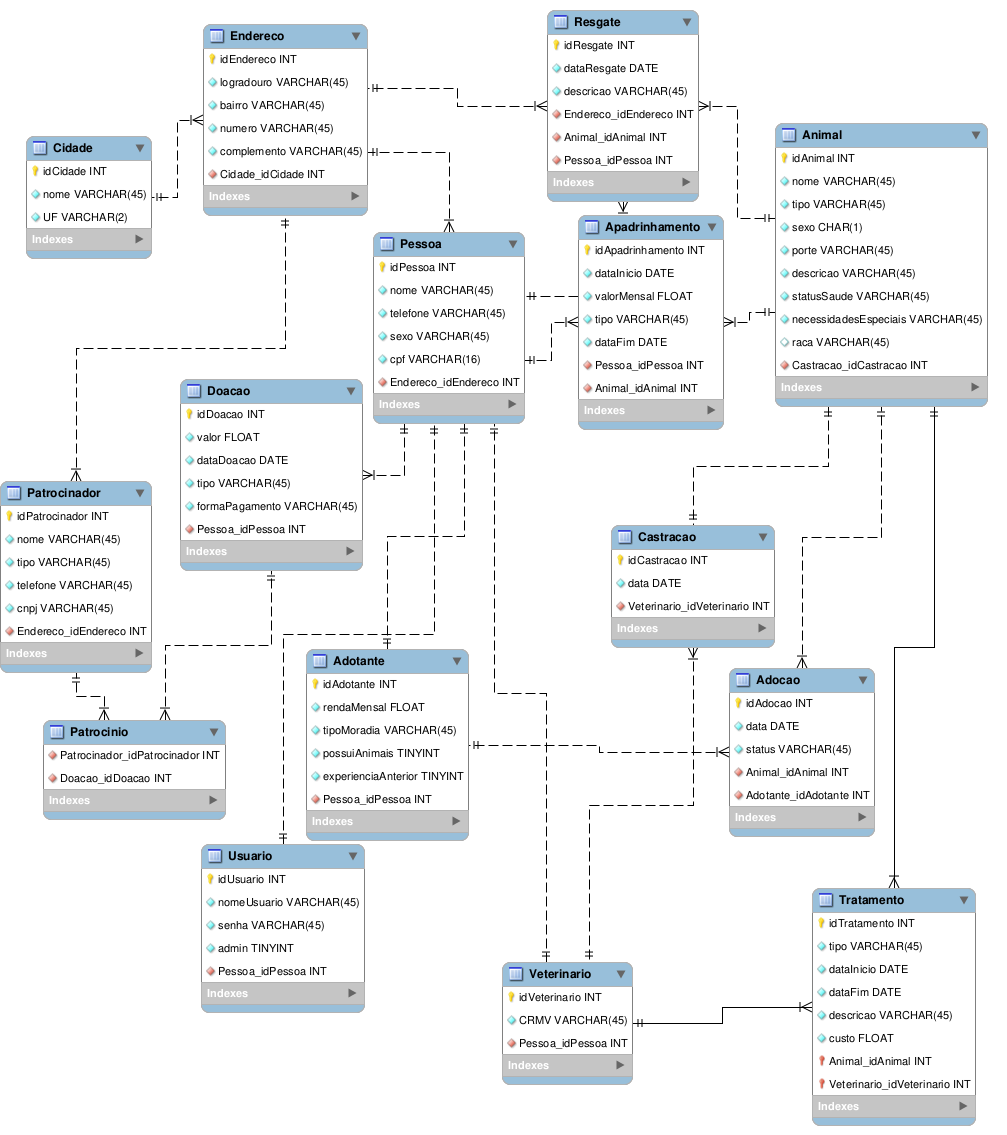 Endereco
idEndereco INT
logradouro VARCHAR(45)
bairro VARCHAR(45)
numero VARCHAR(45)
complemento VARCHAR(45)
Cidade_idCidade INT
Indexes
Resgate
idResgate INT
dataResgate DATE
descricao VARCHAR(45)
Endereco_idEndereco INT
Animal_idAnimal INT
Pessoa_idPessoa INT
Indexes
Cidade
idCidade INT
nome VARCHAR(45)
UF VARCHAR(2)
Indexes
Animal
idAnimal INT
nome VARCHAR(45)
tipo VARCHAR(45)
sexo CHAR(1)
porte VARCHAR(45)
descricao VARCHAR(45)
statusSaude VARCHAR(45)
necessidadesEspeciais VARCHAR(45)
raca VARCHAR(45)
Castracao_idCastracao INT
Indexes
Pessoa
idPessoa INT
nome VARCHAR(45)
telefone VARCHAR(45)
sexo VARCHAR(45)
cpf VARCHAR(16)
Endereco_idEndereco INT
Indexes
Apadrinhamento
idApadrinhamento INT
dataInicio DATE
valorMensal FLOAT
tipo VARCHAR(45)
dataFim DATE
Pessoa_idPessoa INT
Animal_idAnimal INT
Indexes
Doacao
idDoacao INT
valor FLOAT
dataDoacao DATE
tipo VARCHAR(45)
formaPagamento VARCHAR(45)
Pessoa_idPessoa INT
Indexes
Patrocinador
idPatrocinador INT
nome VARCHAR(45)
tipo VARCHAR(45)
telefone VARCHAR(45)
cnpj VARCHAR(45)
Endereco_idEndereco INT
Indexes
Castracao
idCastracao INT
data DATE
Veterinario_idVeterinario INT
Indexes
Adotante
idAdotante INT
rendaMensal FLOAT
tipoMoradia VARCHAR(45)
possuiAnimais TINYINT
experienciaAnterior TINYINT
Pessoa_idPessoa INT
Indexes
Adocao
idAdocao INT
data DATE
status VARCHAR(45)
Animal_idAnimal INT
Adotante_idAdotante INT
Indexes
Patrocinio
Patrocinador_idPatrocinador INT
Doacao_idDoacao INT
Indexes
Usuario
idUsuario INT
nomeUsuario VARCHAR(45)
senha VARCHAR(45)
admin TINYINT
Pessoa_idPessoa INT
Indexes
Veterinario
idVeterinario INT
CRMV VARCHAR(45)
Pessoa_idPessoa INT
Indexes
Tratamento
idTratamento INT
tipo VARCHAR(45)
dataInicio DATE
dataFim DATE
descricao VARCHAR(45)
custo FLOAT
Animal_idAnimal INT
Veterinario_idVeterinario INT
Indexes